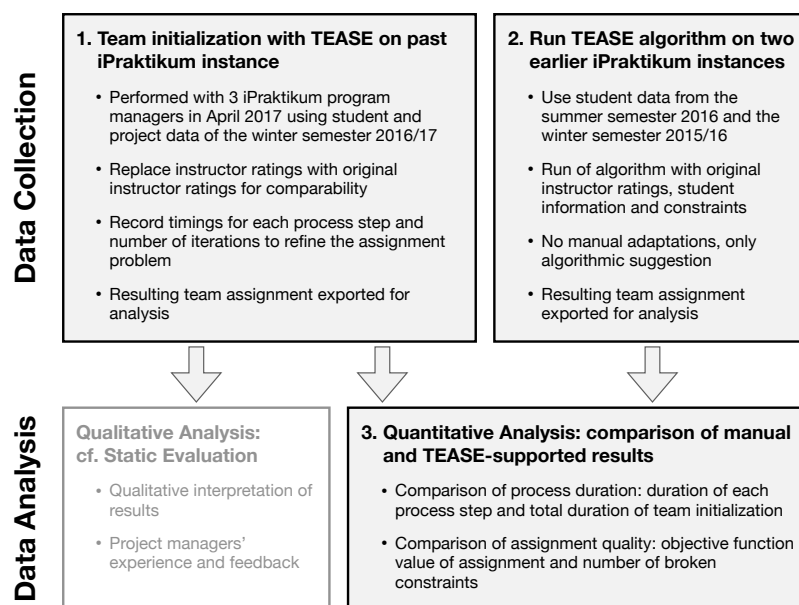 Data Collection
1. Team initialization with TEASE on past
iPraktikum instance
• Performed with 3 iPraktikum program
managers in April 2017 using student and
project data of the winter semester 2016/17
• Replace instructor ratings with original
instructor ratings for comparability
• Record timings for each process step and
number of iterations to refine the assignment
problem
• Resulting team assignment exported for
analysis
2. Run TEASE algorithm on two
earlier iPraktikum instances
• Use student data from the
summer semester 2016 and the
winter semester 2015/16
• Run of algorithm with original
instructor ratings, student
information and constraints
• No manual adaptations, only
algorithmic suggestion
• Resulting team assignment
exported for analysis
Data Analysis
Qualitative Analysis:
cf. Static Evaluation
• Qualitative interpretation of
results
• Project managers'
experience and feedback
3. Quantitative Analysis: comparison of manual
and TEASE-supported results
• Comparison of process duration: duration of each
process step and total duration of team initialization
• Comparison of assignment quality: objective function
value of assignment and number of broken
constraints